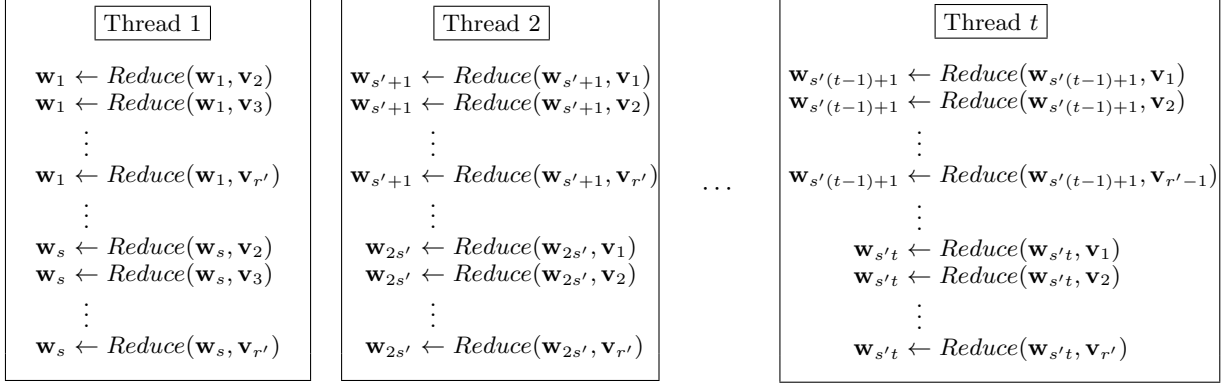 Thread 1
w₁ ← Reduce(w₁, v₂)
w₁ ← Reduce(w₁, v₃)
⋮
w₁ ← Reduce(w₁, v_{r′})
⋮
w_s ← Reduce(w_s, v₂)
w_s ← Reduce(w_s, v₃)
⋮
w_s ← Reduce(w_s, v_{r′})
Thread 2
w_{s′+1} ← Reduce(w_{s′+1}, v₁)
w_{s′+1} ← Reduce(w_{s′+1}, v₂)
⋮
w_{s′+1} ← Reduce(w_{s′+1}, v_{r′})
⋮
w_{2s′} ← Reduce(w_{2s′}, v₁)
w_{2s′} ← Reduce(w_{2s′}, v₂)
⋮
w_{2s′} ← Reduce(w_{2s′}, v_{r′})
…
Thread t
w_{s′(t−1)+1} ← Reduce(w_{s′(t−1)+1}, v₁)
w_{s′(t−1)+1} ← Reduce(w_{s′(t−1)+1}, v₂)
⋮
w_{s′(t−1)+1} ← Reduce(w_{s′(t−1)+1}, v_{r′−1})
⋮
w_{s′t} ← Reduce(w_{s′t}, v₁)
w_{s′t} ← Reduce(w_{s′t}, v₂)
⋮
w_{s′t} ← Reduce(w_{s′t}, v_{r′})